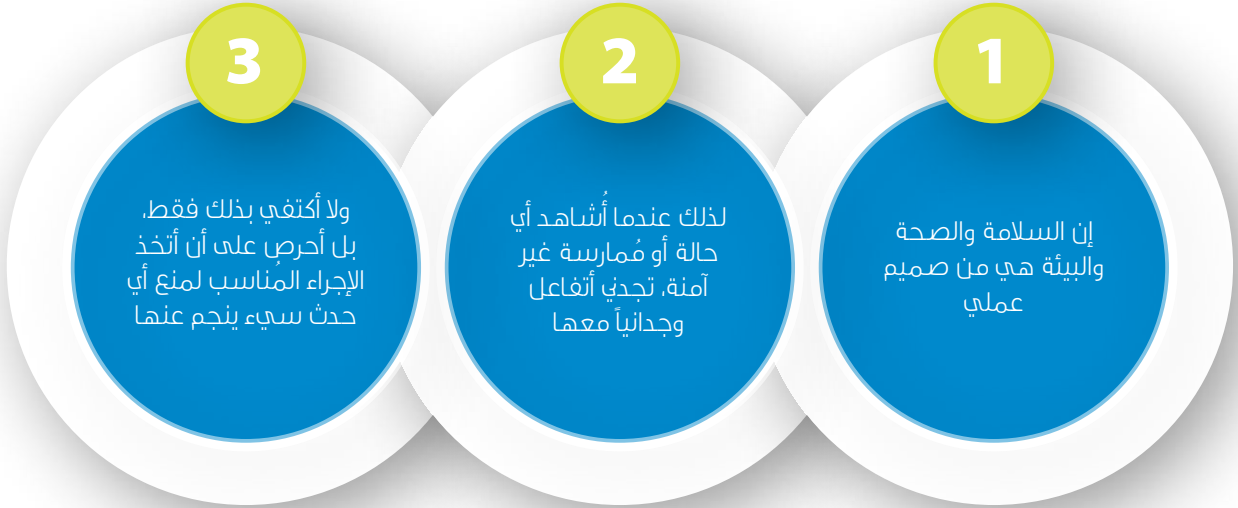 1
إن السلامة والصحة
والبيئة هي من صميم
عملي
2
لذلك عندما أُشاهد أي
حالة أو مُمارسة غير
آمنة، تجدني أتفاعل
وجدانياً معها
3
ولا أكتفي بذلك فقط،
بل أحرص على أن أتخذ
الإجراء المُناسب لمنع أي
حدث سيء ينجم عنها